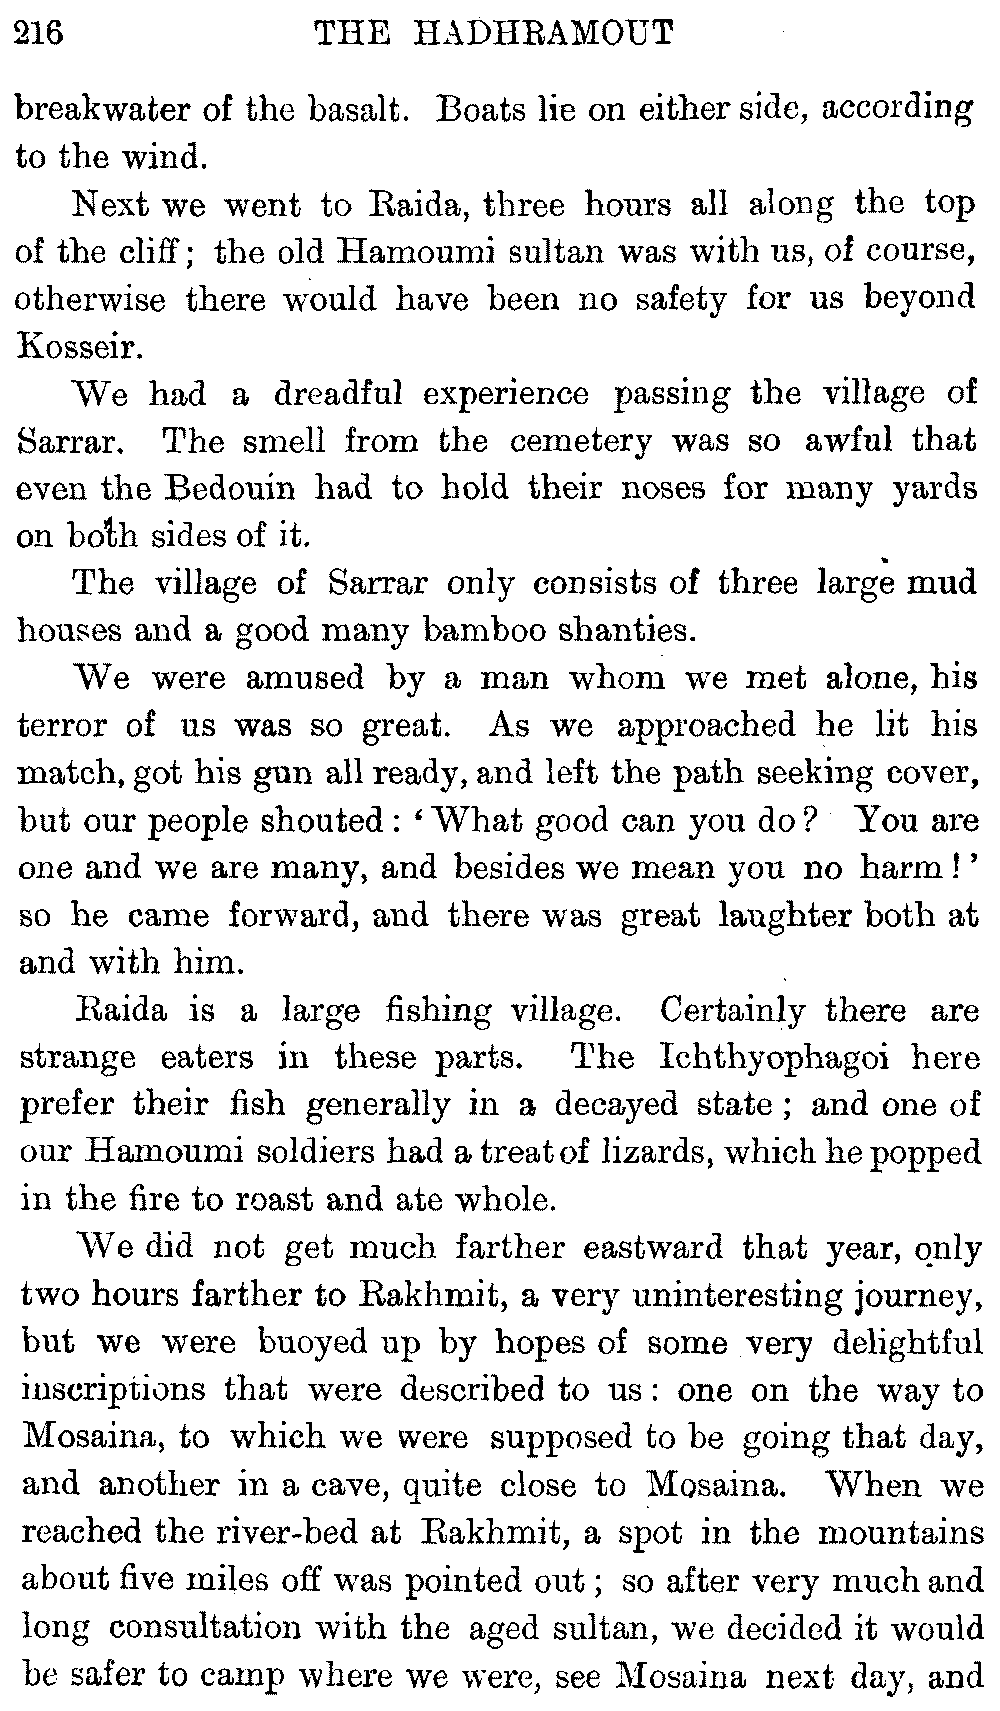 216 THE HADHRAMOUT
breakwater of the basalt. Boats lie on either side, according
to the wind.
Next we went to Raida, three hours all along the top
of the cliff; the old Hamoumi sultan was with us, of course,
otherwise there would have been no safety for us beyond
Kosseir.
We had a dreadful experience passing the village of
Sarrar. The smell from the cemetery was so awful that
even the Bedouin had to hold their noses for many yards
on both sides of it.
The village of Sarrar only consists of three large mud
houses and a good many bamboo shanties.
We were amused by a man whom we met alone, his
terror of us was so great. As we approached he lit his
match, got his gun all ready, and left the path seeking cover,
but our people shouted: ‘What good can you do? You are
one and we are many, and besides we mean you no harm!’
so he came forward, and there was great laughter both at
and with him.
Raida is a large fishing village. Certainly there are
strange eaters in these parts. The Ichthyophagoi here
prefer their fish generally in a decayed state; and one of
our Hamoumi soldiers had a treat of lizards, which he popped
in the fire to roast and ate whole.
We did not get much farther eastward that year, only
two hours farther to Rakhmit, a very uninteresting journey,
but we were buoyed up by hopes of some very delightful
inscriptions that were described to us: one on the way to
Mosaina, to which we were supposed to be going that day,
and another in a cave, quite close to Mosaina. When we
reached the river-bed at Rakhmit, a spot in the mountains
about five miles off was pointed out; so after very much and
long consultation with the aged sultan, we decided it would
be safer to camp where we were, see Mosaina next day, and